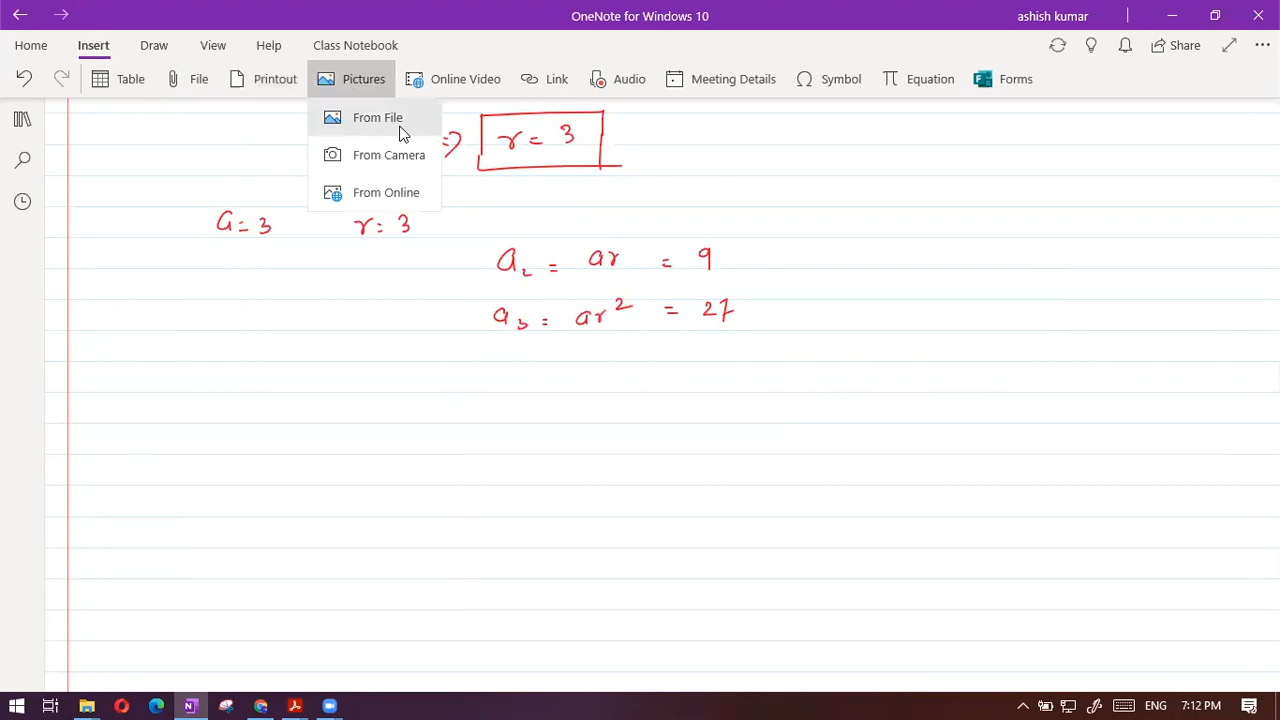 OneNote for Windows 10
ashish kumar
Home Insert Draw View Help Class Notebook
Share
Table File Printout Pictures Online Video Link Audio Meeting Details Symbol Equation Forms
From File
From Camera
From Online
=> r = 3
a = 3 r = 3
a₂ = ar = 9
a₃ = ar² = 27
ENG 7:12 PM